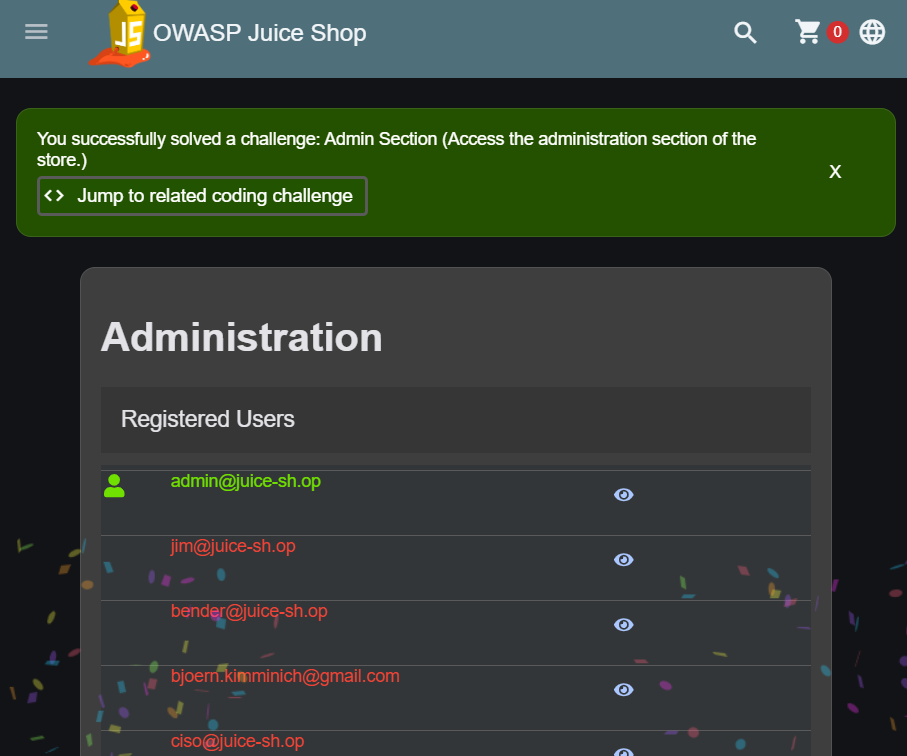 JS OWASP Juice Shop 0
You successfully solved a challenge: Admin Section (Access the administration section of the
store.)
X
<> Jump to related coding challenge
Administration
Registered Users
admin@juice-sh.op
jim@juice-sh.op
bender@juice-sh.op
bjoern.kimminich@gmail.com
ciso@juice-sh.op